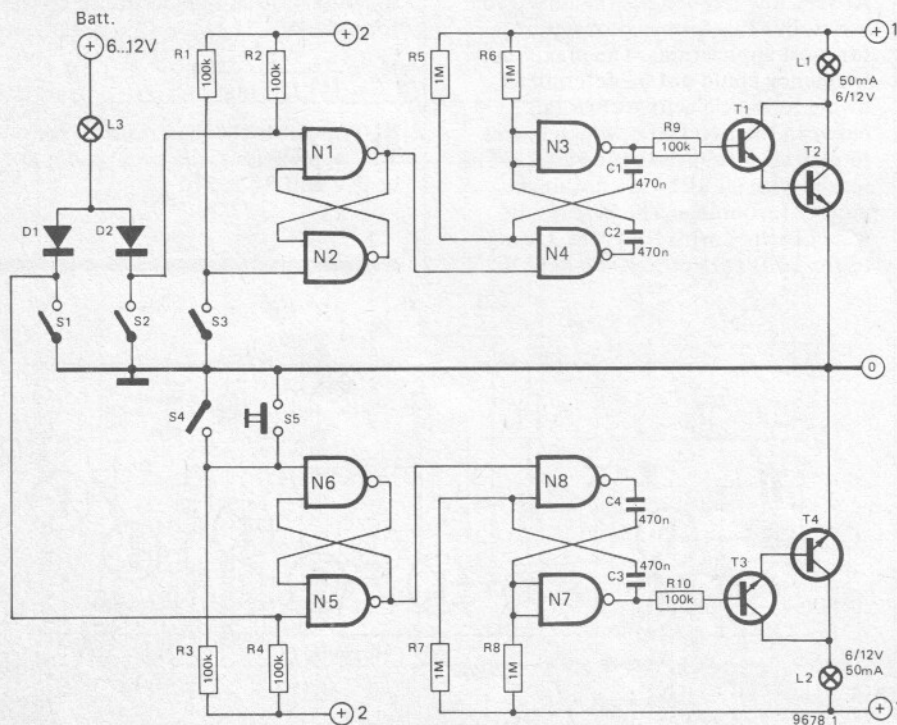 Batt.
+ 6..12V
L3
D1
D2
S1
S2
S3
R1
100k
R2
100k
+ 2
N1
N2
R5
1M
R6
1M
N3
N4
C1
470n
C2
470n
R9
100k
T1
T2
L1
50mA
6/12V
+ 1
0
S4
S5
N6
N5
R3
100k
R4
100k
+ 2
N8
N7
C4
470n
470n
C3
R10
100k
R7
1M
R8
1M
T3
T4
L2
6/12V
50mA
+
9678 1